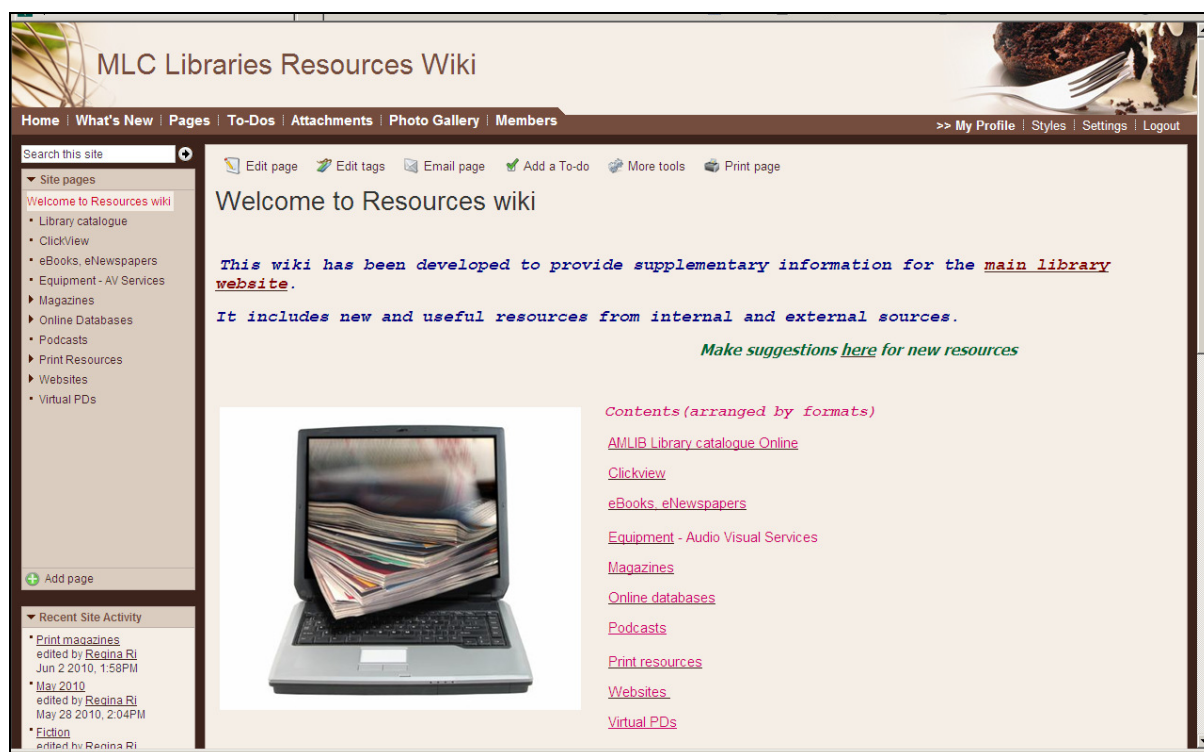 MLC Libraries Resources Wiki
Home | What's New | Pages | To-Dos | Attachments | Photo Gallery | Members
>> My Profile | Styles | Settings | Logout
Search this site
Site pages
Welcome to Resources wiki
Library catalogue
ClickView
eBooks, eNewspapers
Equipment - AV Services
Magazines
Online Databases
Podcasts
Print Resources
Websites
Virtual PDs
Add page
Recent Site Activity
Print magazines
edited by Regina Ri
Jun 2 2010, 1:58PM
May 2010
edited by Regina Ri
May 28 2010, 2:04PM
Fiction
edited by Regina Ri
Edit page Edit tags Email page Add a To-do More tools Print page
Welcome to Resources wiki
This wiki has been developed to provide supplementary information for the main library
website.
It includes new and useful resources from internal and external sources.
Make suggestions here for new resources
Contents(arranged by formats)
AMLIB Library catalogue Online
Clickview
eBooks, eNewspapers
Equipment - Audio Visual Services
Magazines
Online databases
Podcasts
Print resources
Websites
Virtual PDs